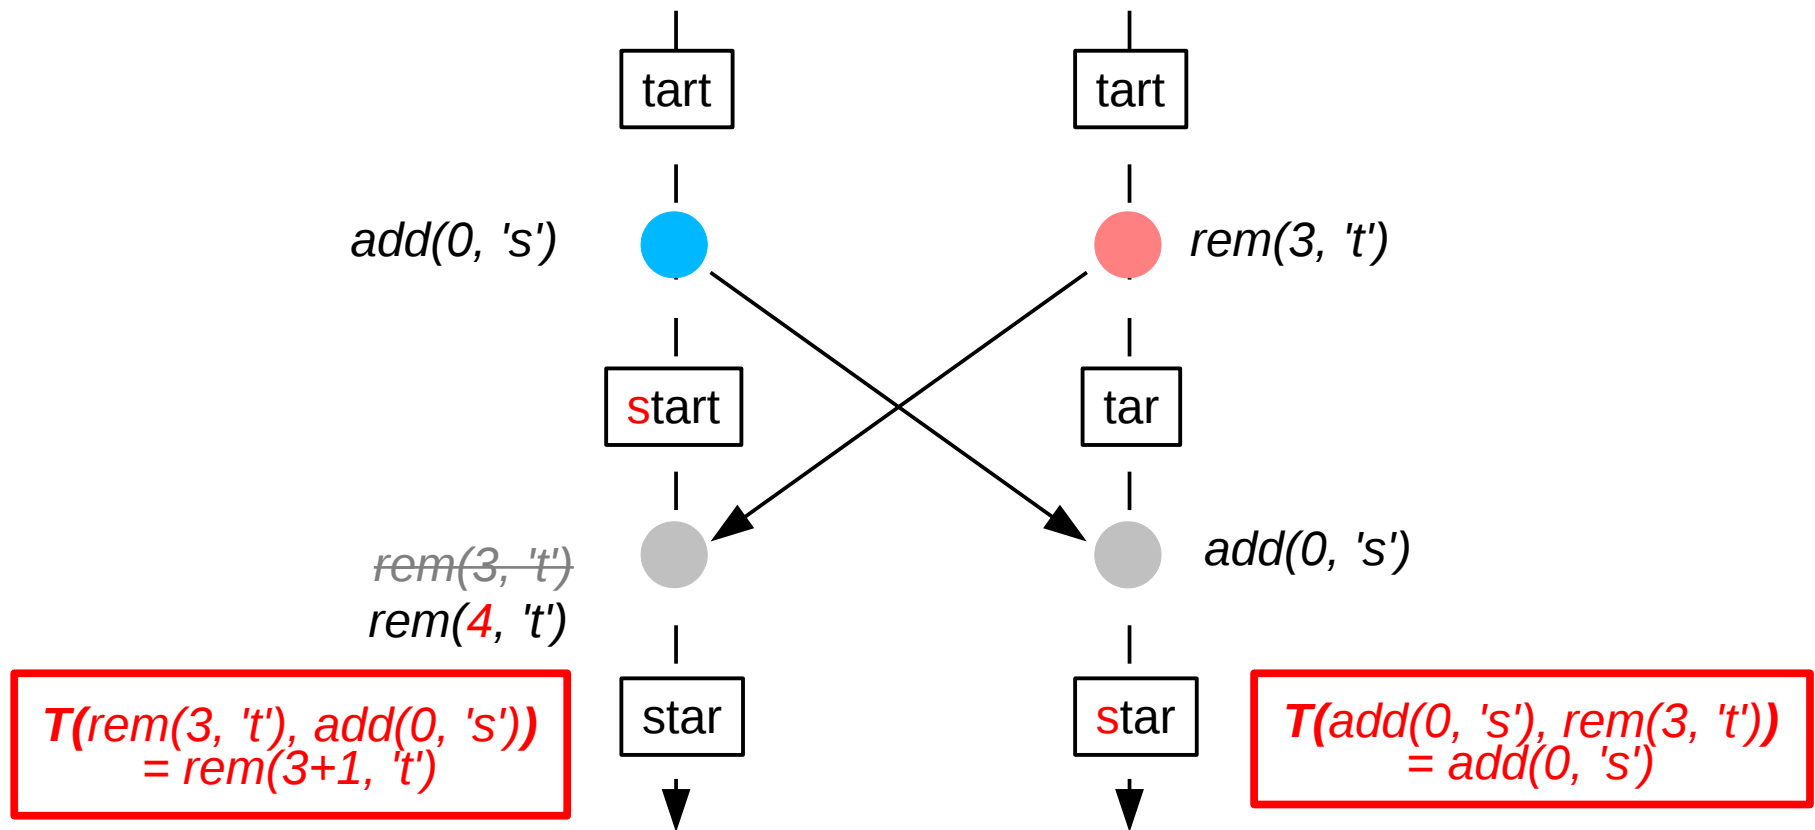 tart
tart
add(0, 's')
rem(3, 't')
start
tar
rem(3, 't')
rem(4, 't')
add(0, 's')
star
star
T(rem(3, 't'), add(0, 's'))
= rem(3+1, 't')
T(add(0, 's'), rem(3, 't'))
= add(0, 's')